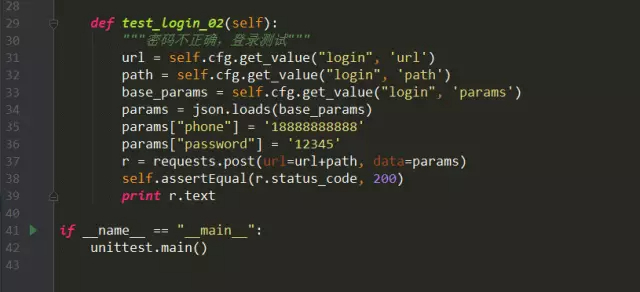 28
29 def test_login_02(self):
30 """密码不正确，登录测试"""
31 url = self.cfg.get_value("login", 'url')
32 path = self.cfg.get_value("login", 'path')
33 base_params = self.cfg.get_value("login", 'params')
34 params = json.loads(base_params)
35 params["phone"] = '18888888888'
36 params["password"] = '12345'
37 r = requests.post(url=url+path, data=params)
38 self.assertEqual(r.status_code, 200)
39 print r.text
40
41 if __name__ == "__main__":
42 unittest.main()
43